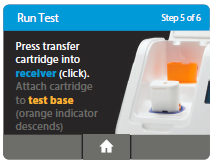 Run Test
Step 5 of 6
Press transfer
cartridge into
receiver (click).
Attach cartridge
to test base
(orange indicator
descends)